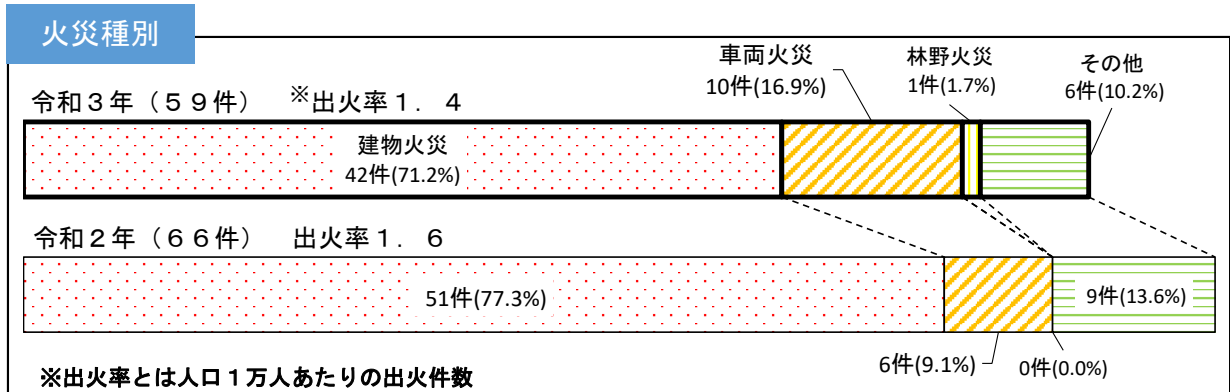 火災種別
車両火災
10件(16.9%)
林野火災
1件(1.7%)
その他
6件(10.2%)
令和3年（59件）　※出火率1．4
建物火災
42件(71.2%)
令和2年（66件）　出火率1．6
51件(77.3%)
9件(13.6%)
6件(9.1%)
0件(0.0%)
※出火率とは人口1万人あたりの出火件数